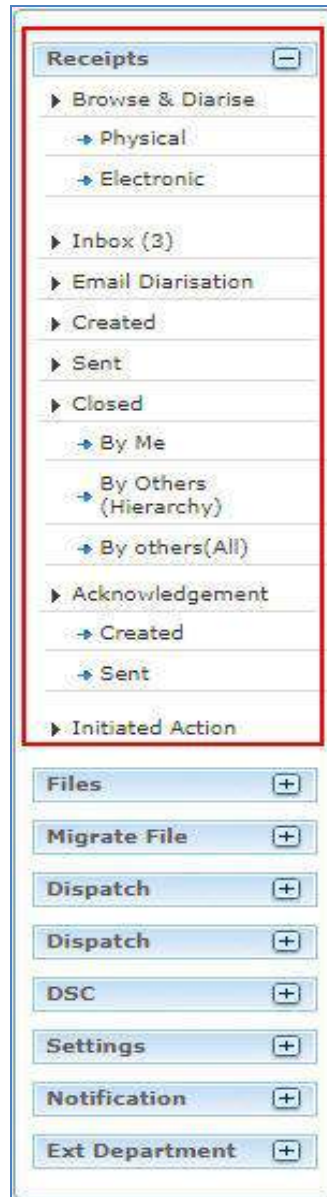 Receipts
Browse & Diarise
Physical
Electronic
Inbox (3)
Email Diarisation
Created
Sent
Closed
By Me
By Others
(Hierarchy)
By others(All)
Acknowledgement
Created
Sent
Initiated Action
Files
Migrate File
Dispatch
Dispatch
DSC
Settings
Notification
Ext Department